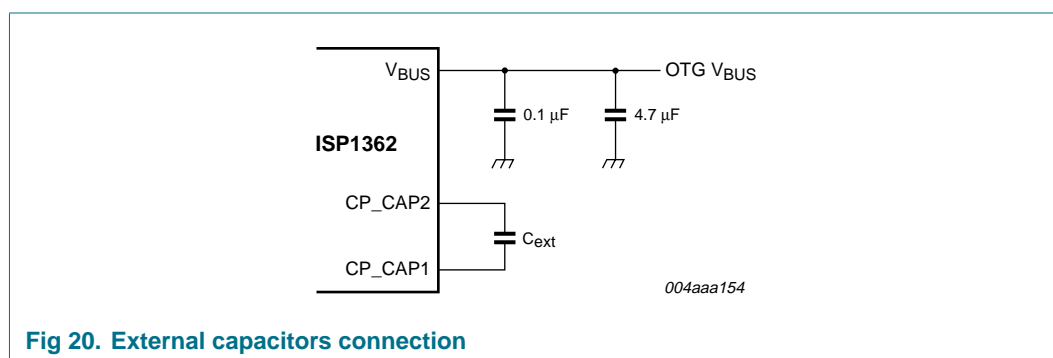 V_BUS
OTG V_BUS
0.1 μF
4.7 μF
ISP1362
CP_CAP2
C_ext
CP_CAP1
004aaa154
Fig 20. External capacitors connection